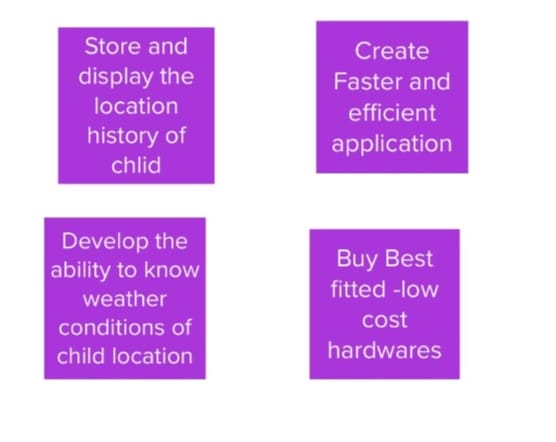 Store and
display the
location
history of
chlid
Create
Faster and
efficient
application
Develop the
ability to know
weather
conditions of
child location
Buy Best
fitted -low
cost
hardwares